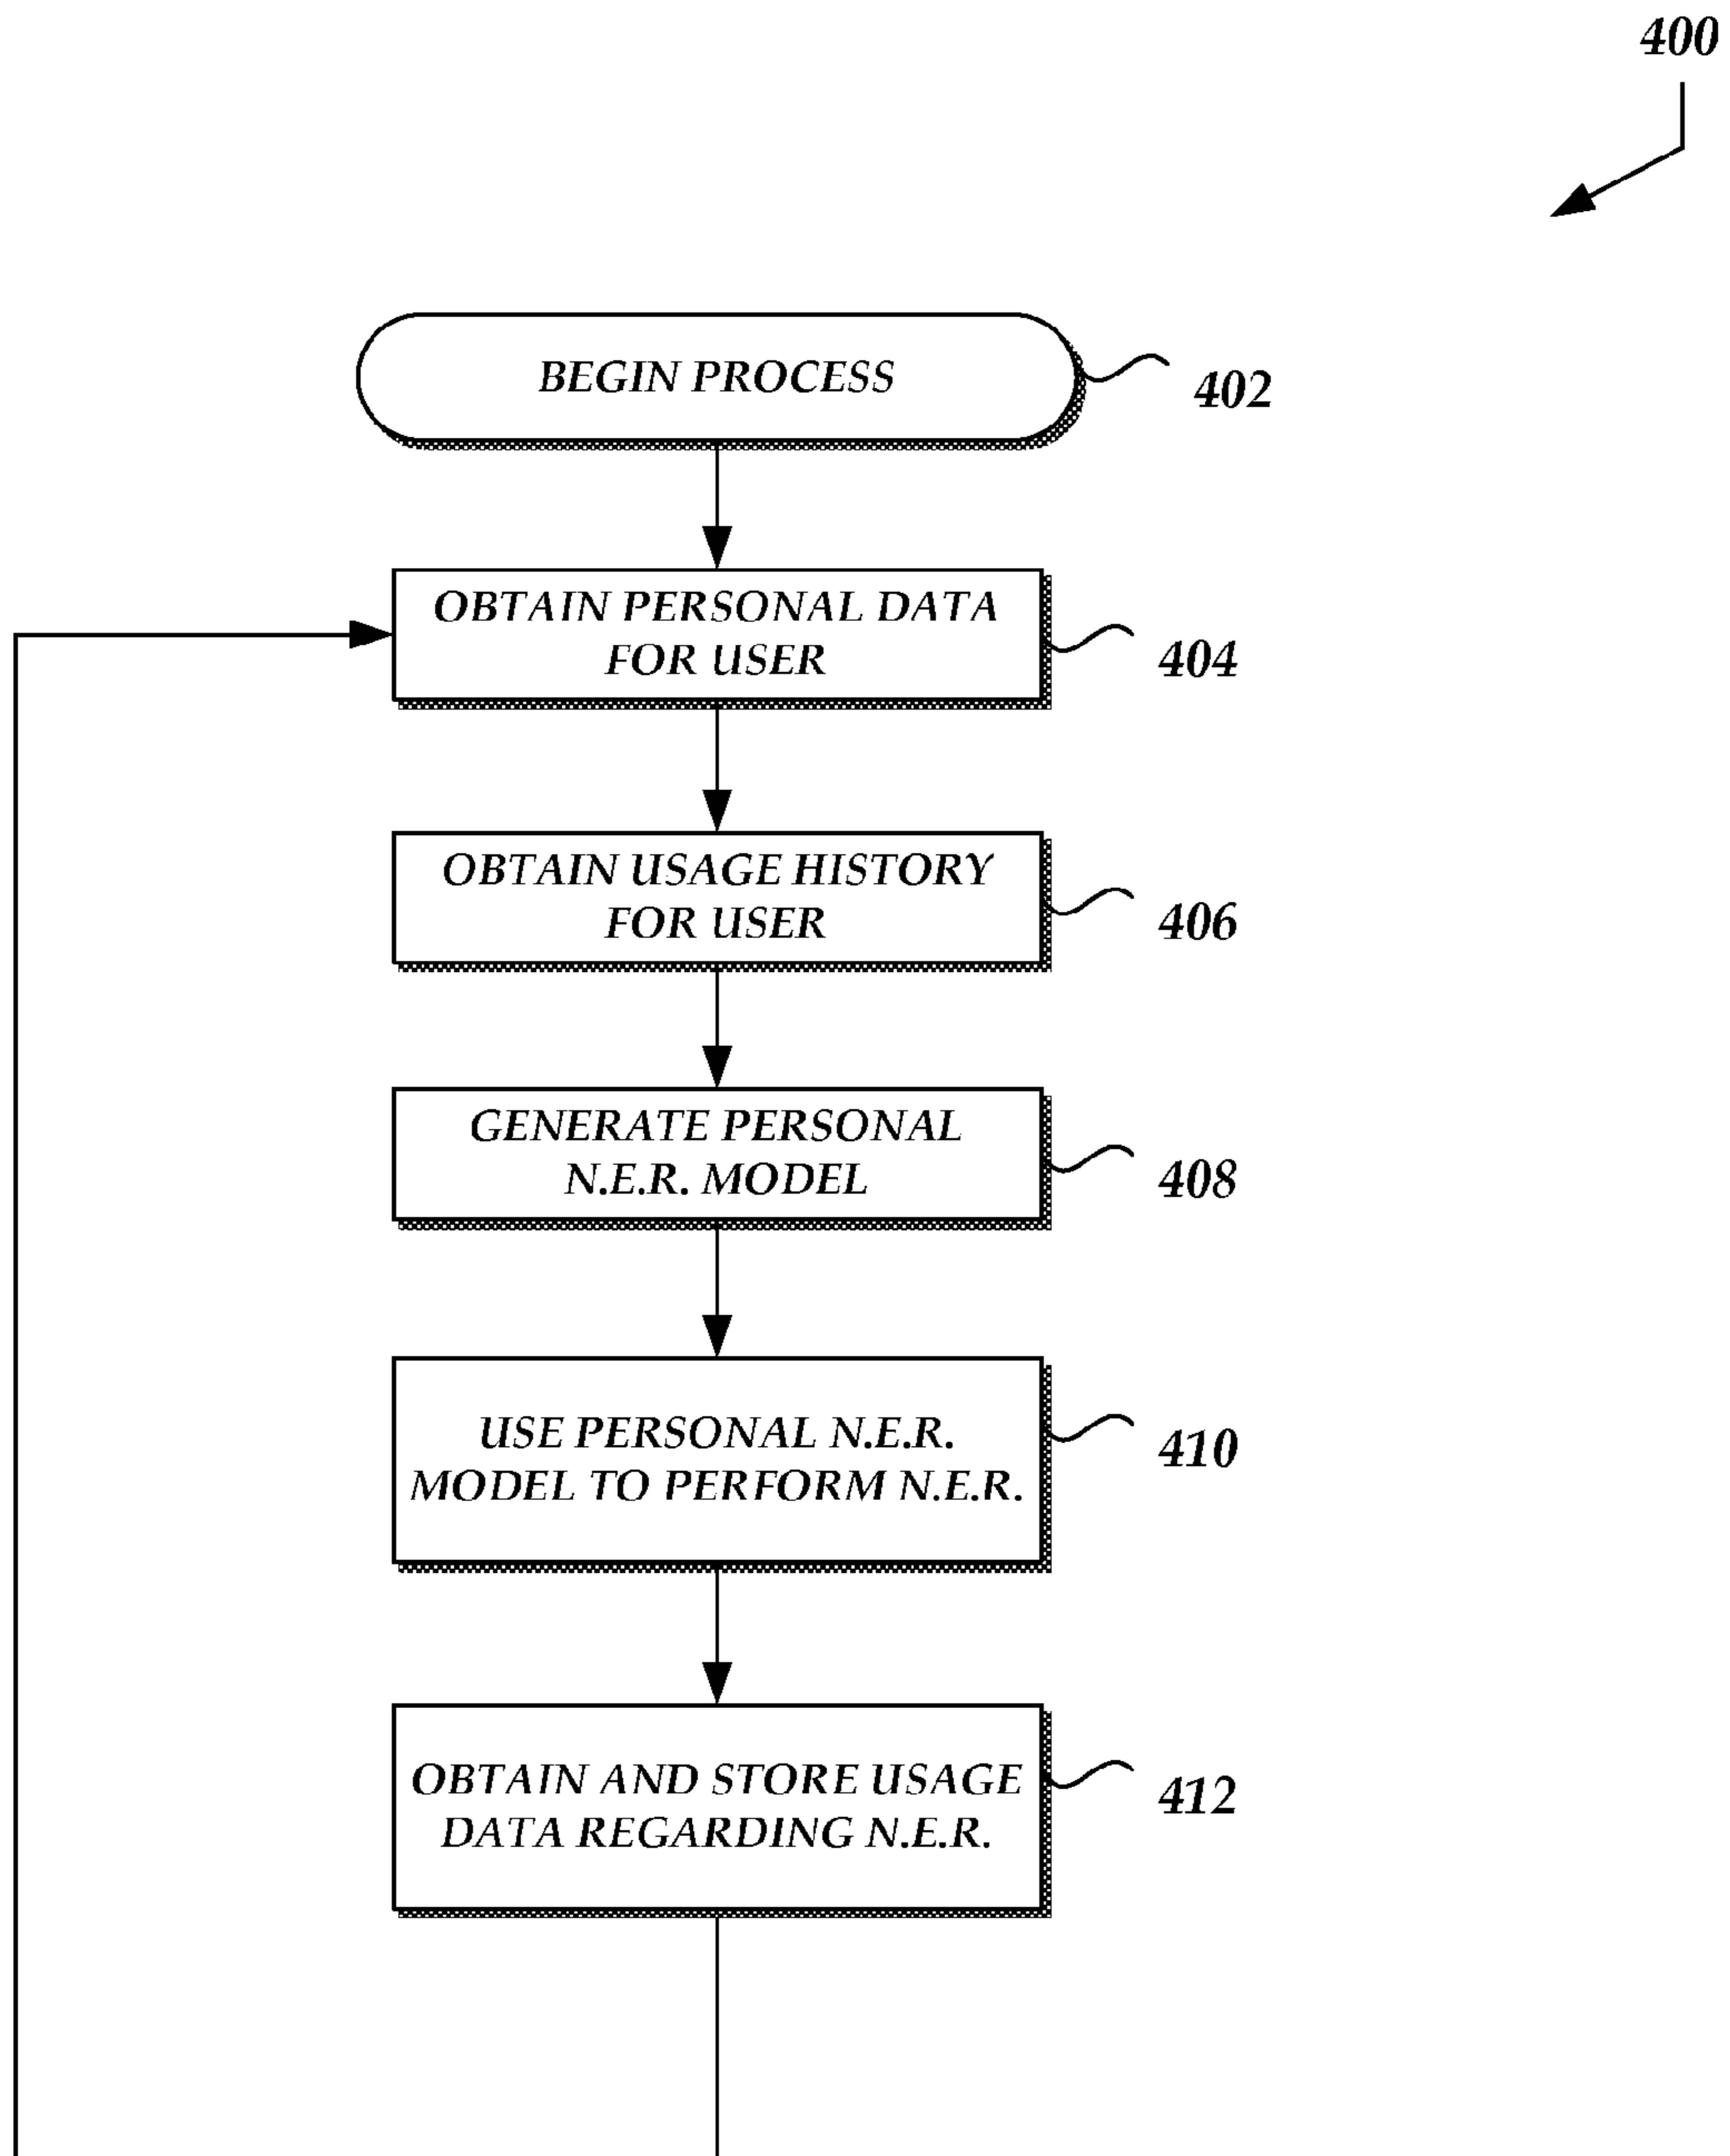 400
BEGIN PROCESS
402
OBTAIN PERSONAL DATA
FOR USER
404
OBTAIN USAGE HISTORY
FOR USER
406
GENERATE PERSONAL
N.E.R. MODEL
408
USE PERSONAL N.E.R.
MODEL TO PERFORM N.E.R.
410
OBTAIN AND STORE USAGE
DATA REGARDING N.E.R.
412